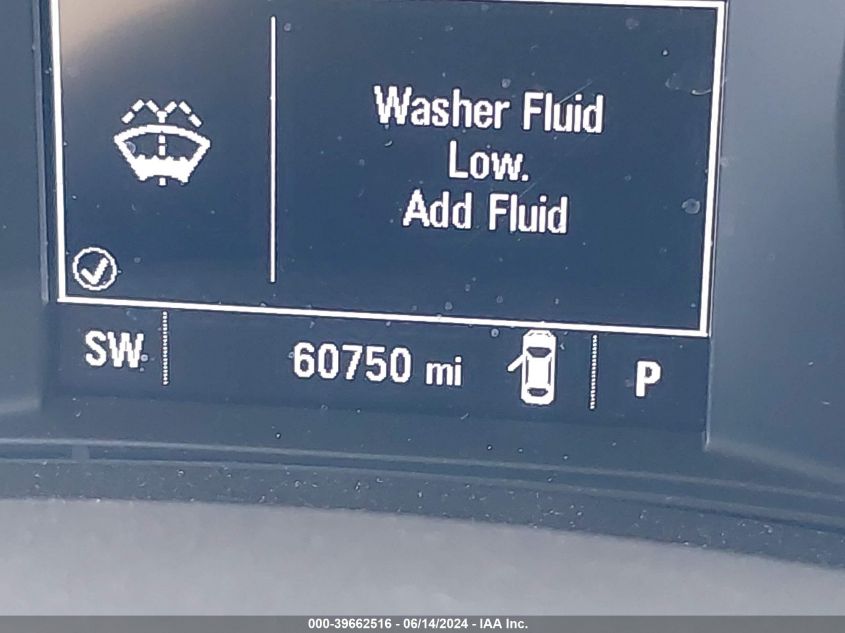 Washer Fluid
Low.
Add Fluid
SW 60750 mi P
000-39662516 - 06/14/2024 - IAA Inc.